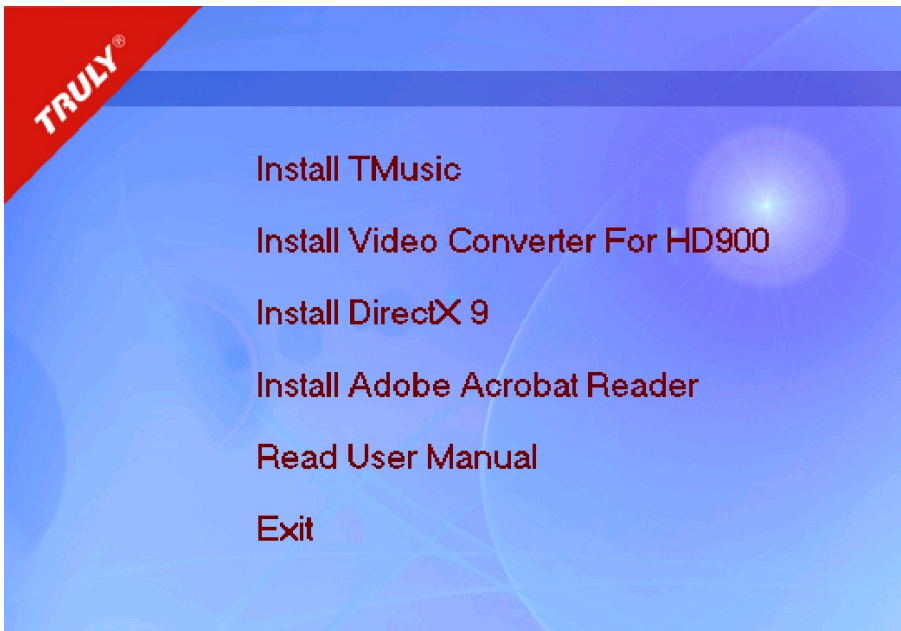 TRULY®
Install TMusic
Install Video Converter For HD900
Install DirectX 9
Install Adobe Acrobat Reader
Read User Manual
Exit